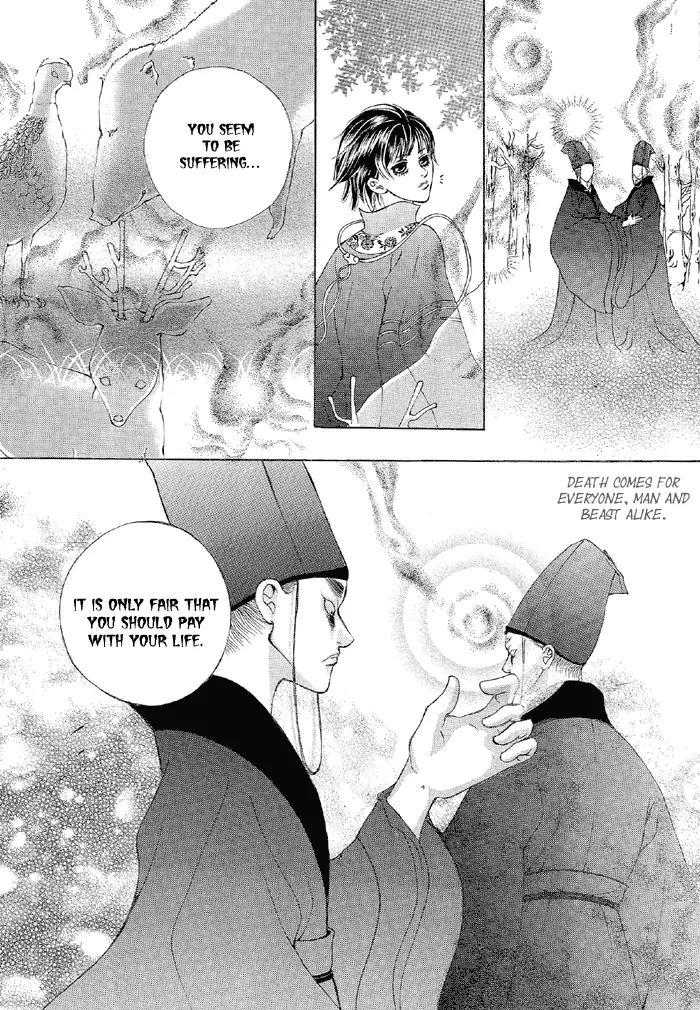 YOU SEEM
TO BE
SUFFERING...
DEATH COMES FOR
EVERYONE, MAN AND
BEAST ALIKE.
IT IS ONLY FAIR THAT
YOU SHOULD PAY
WITH YOUR LIFE.